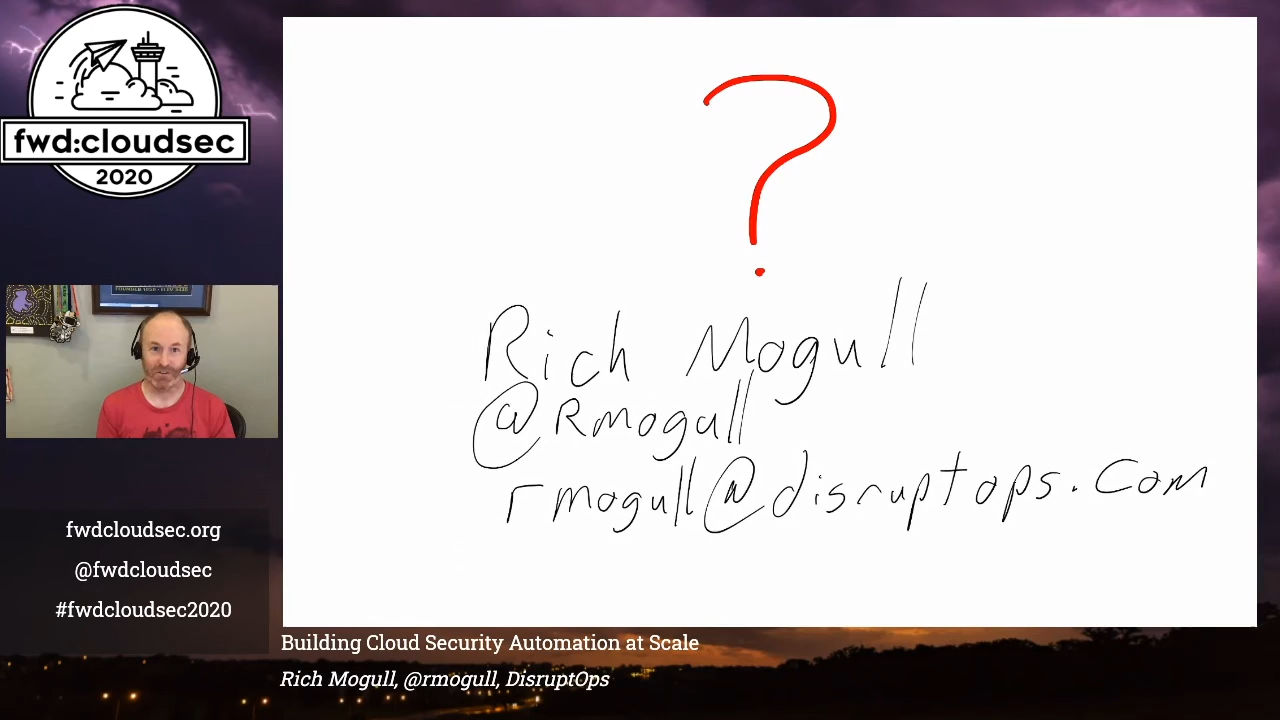 fwd:cloudsec
2020
?
Rich Mogull
@Rmogull
rmogull@disruptops.com
fwdcloudsec.org
@fwdcloudsec
#fwdcloudsec2020
Building Cloud Security Automation at Scale
Rich Mogull, @rmogull, DisruptOps